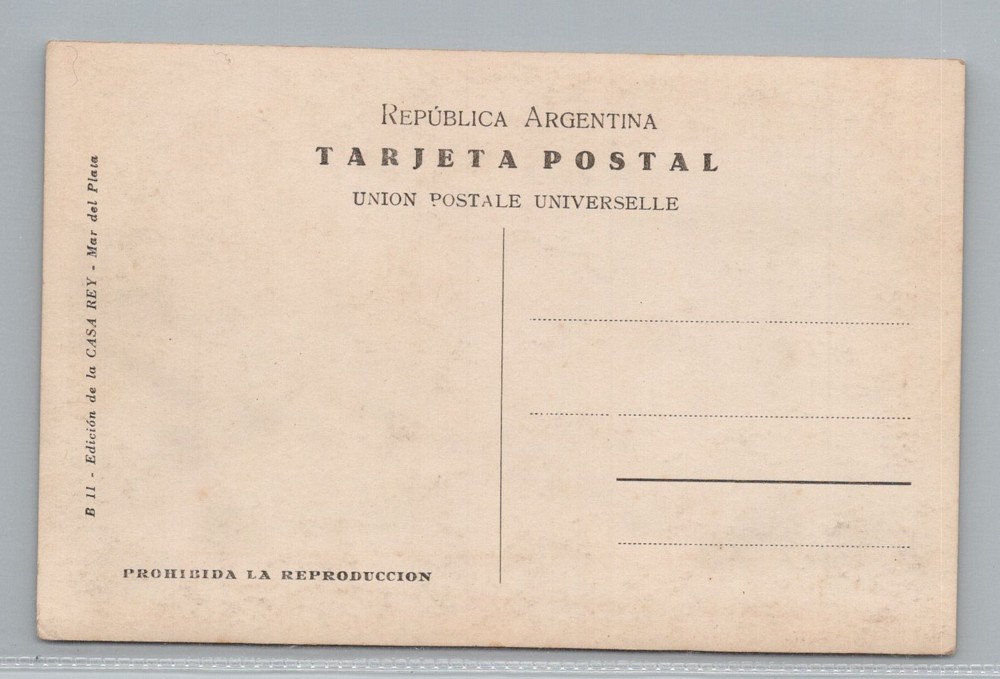 REPÚBLICA ARGENTINA
TARJETA POSTAL
UNION POSTALE UNIVERSELLE
B 11 - Edición de la CASA REY - Mar del Plata
PROHIBIDA LA REPRODUCCION